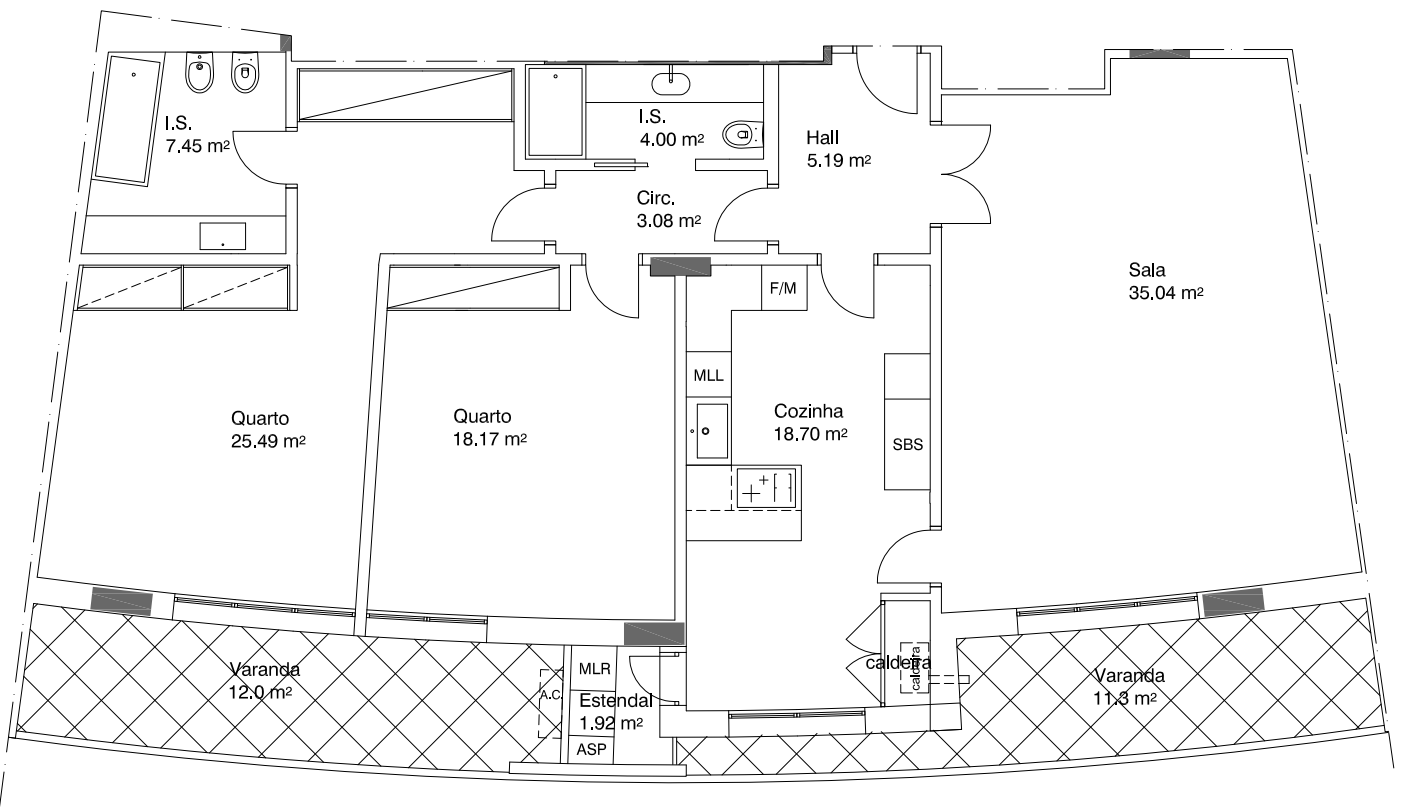 I.S.
7.45 m²
I.S.
4.00 m²
Hall
5.19 m²
Circ.
3.08 m²
Sala
35.04 m²
F/M
MLL
Quarto
25.49 m²
Quarto
18.17 m²
Cozinha
18.70 m²
SBS
Varanda
12.0 m²
A.C.
MLR
Estendal
1.92 m²
ASP
caldeira
caldeira
Varanda
11.3 m²